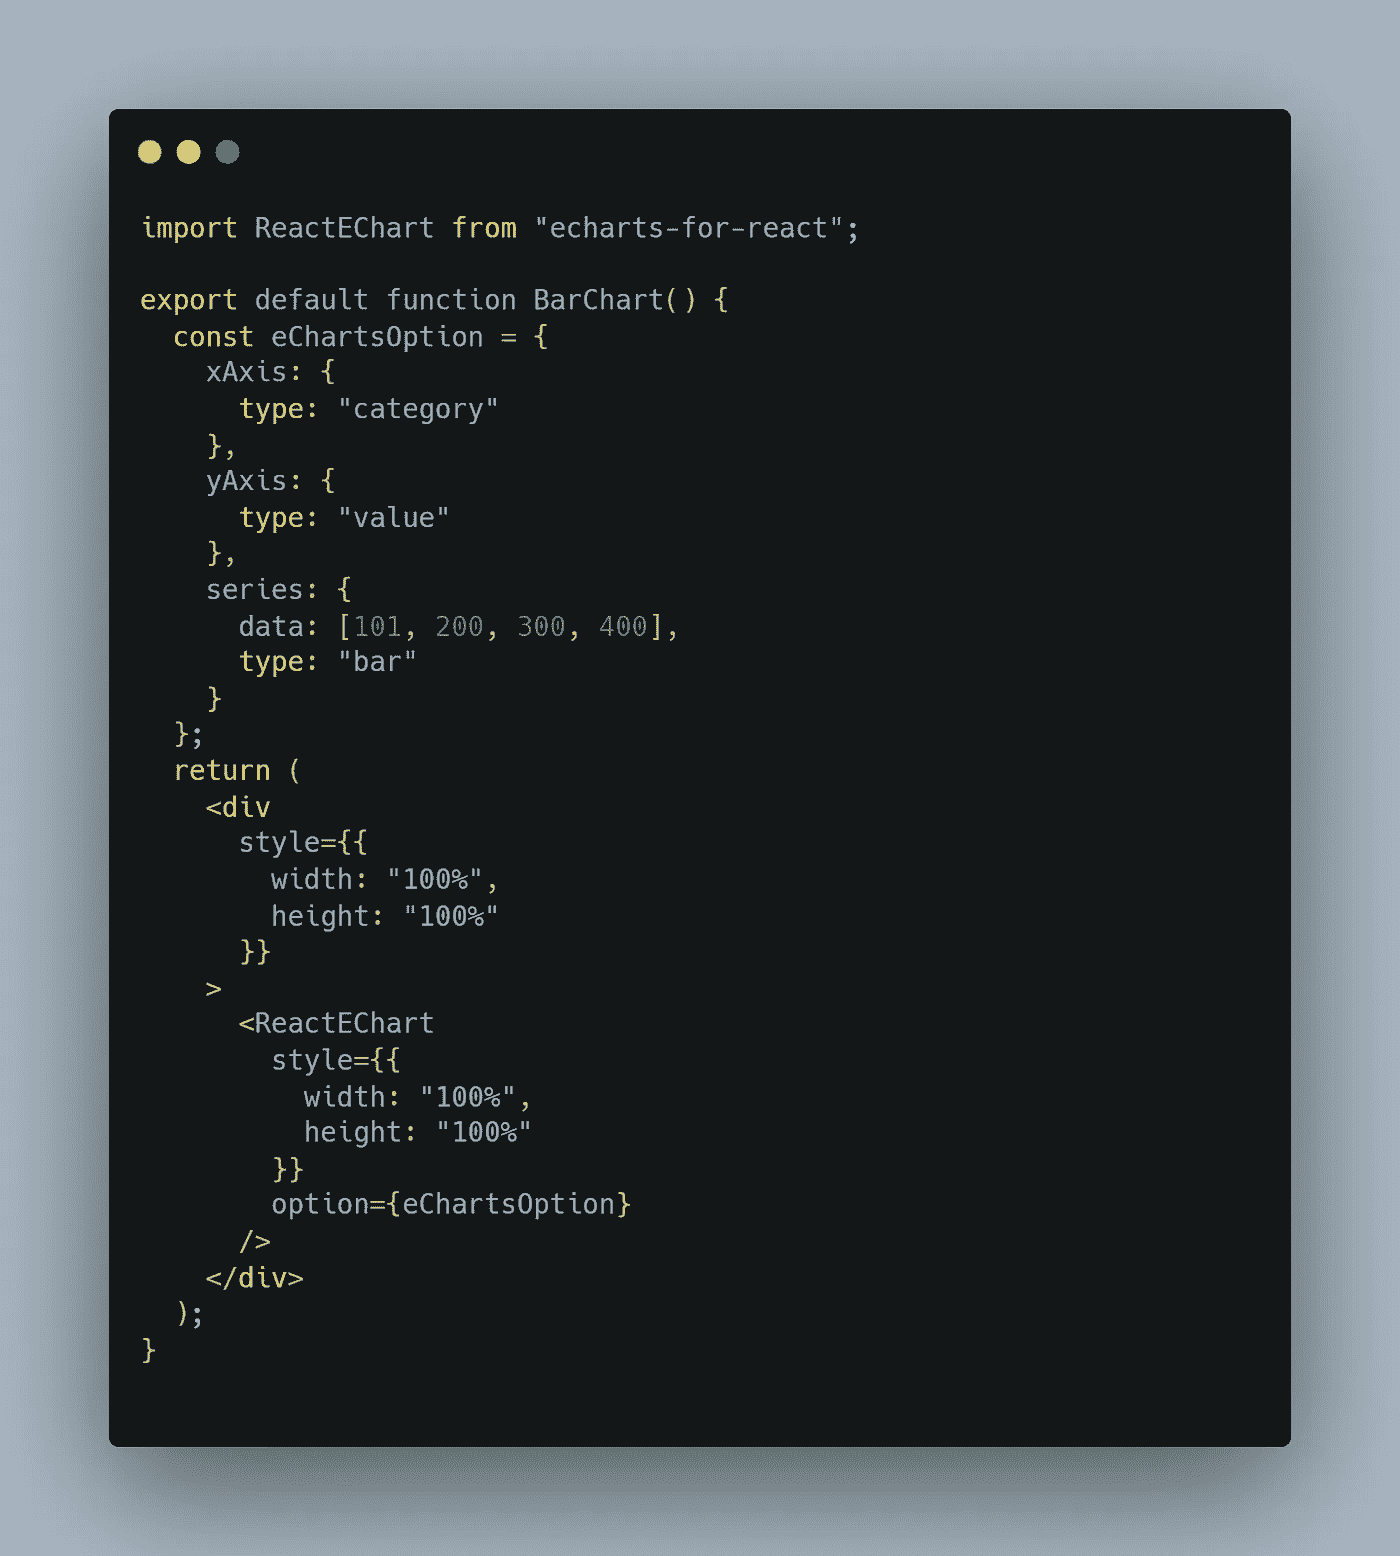 import ReactEChart from "echarts-for-react";
export default function BarChart() {
  const eChartsOption = {
    xAxis: {
      type: "category"
    },
    yAxis: {
      type: "value"
    },
    series: {
      data: [101, 200, 300, 400],
      type: "bar"
    }
  };
  return (
    <div
      style={{
        width: "100%",
        height: "100%"
      }}
    >
      <ReactEChart
        style={{
          width: "100%",
          height: "100%"
        }}
        option={eChartsOption}
      />
    </div>
  );
}